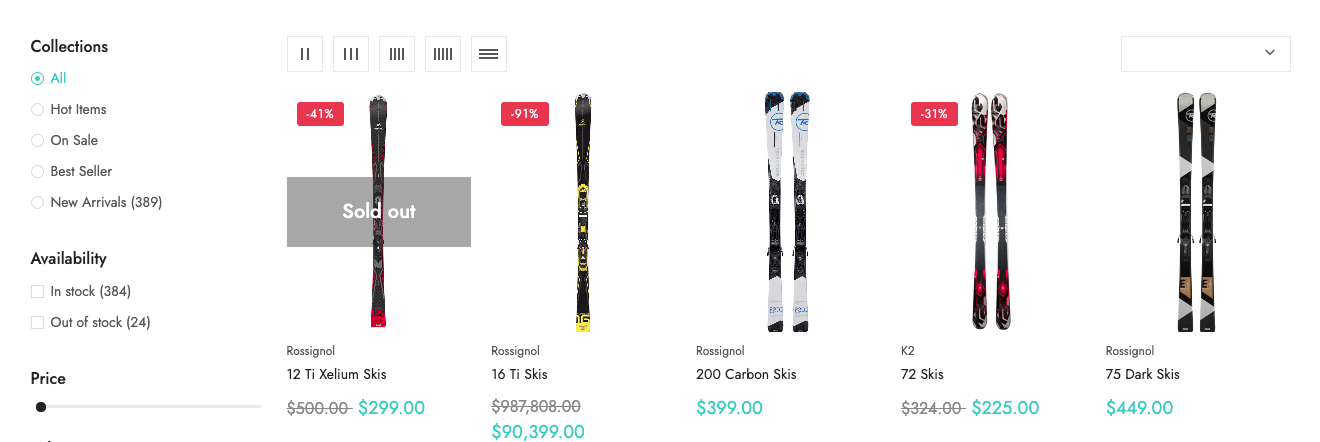 Collections
All
Hot Items
On Sale
Best Seller
New Arrivals (389)
Availability
In stock (384)
Out of stock (24)
Price
-41%
Sold out
Rossignol
12 Ti Xelium Skis
$500.00 $299.00
-91%
Rossignol
16 Ti Skis
$987,808.00
$90,399.00
Rossignol
200 Carbon Skis
$399.00
-31%
K2
72 Skis
$324.00 $225.00
Rossignol
75 Dark Skis
$449.00